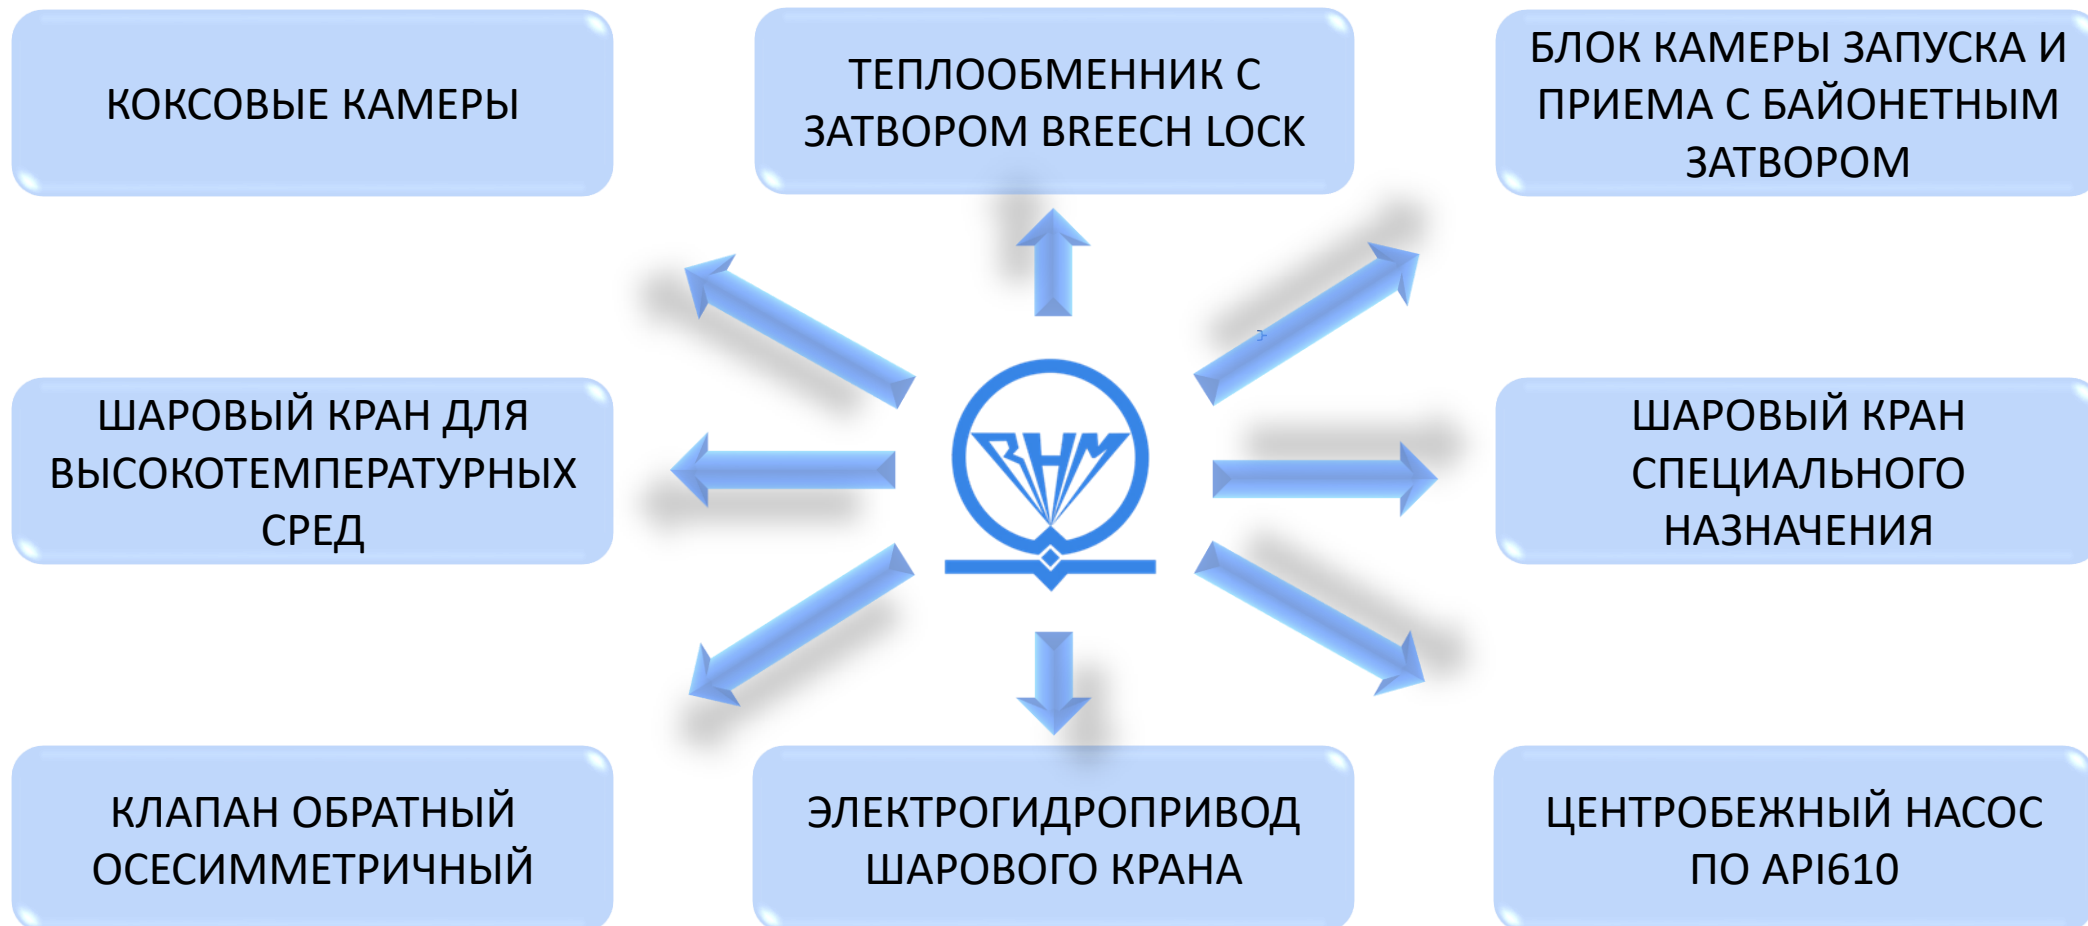 КОКСОВЫЕ КАМЕРЫ
ТЕПЛООБМЕННИК С
ЗАТВОРОМ BREECH LOCK
БЛОК КАМЕРЫ ЗАПУСКА И
ПРИЕМА С БАЙОНЕТНЫМ
ЗАТВОРОМ
ШАРОВЫЙ КРАН ДЛЯ
ВЫСОКОТЕМПЕРАТУРНЫХ
СРЕД
ВНМ
ШАРОВЫЙ КРАН
СПЕЦИАЛЬНОГО
НАЗНАЧЕНИЯ
КЛАПАН ОБРАТНЫЙ
ОСЕСИММЕТРИЧНЫЙ
ЭЛЕКТРОГИДРОПРИВОД
ШАРОВОГО КРАНА
ЦЕНТРОБЕЖНЫЙ НАСОС
ПО API610